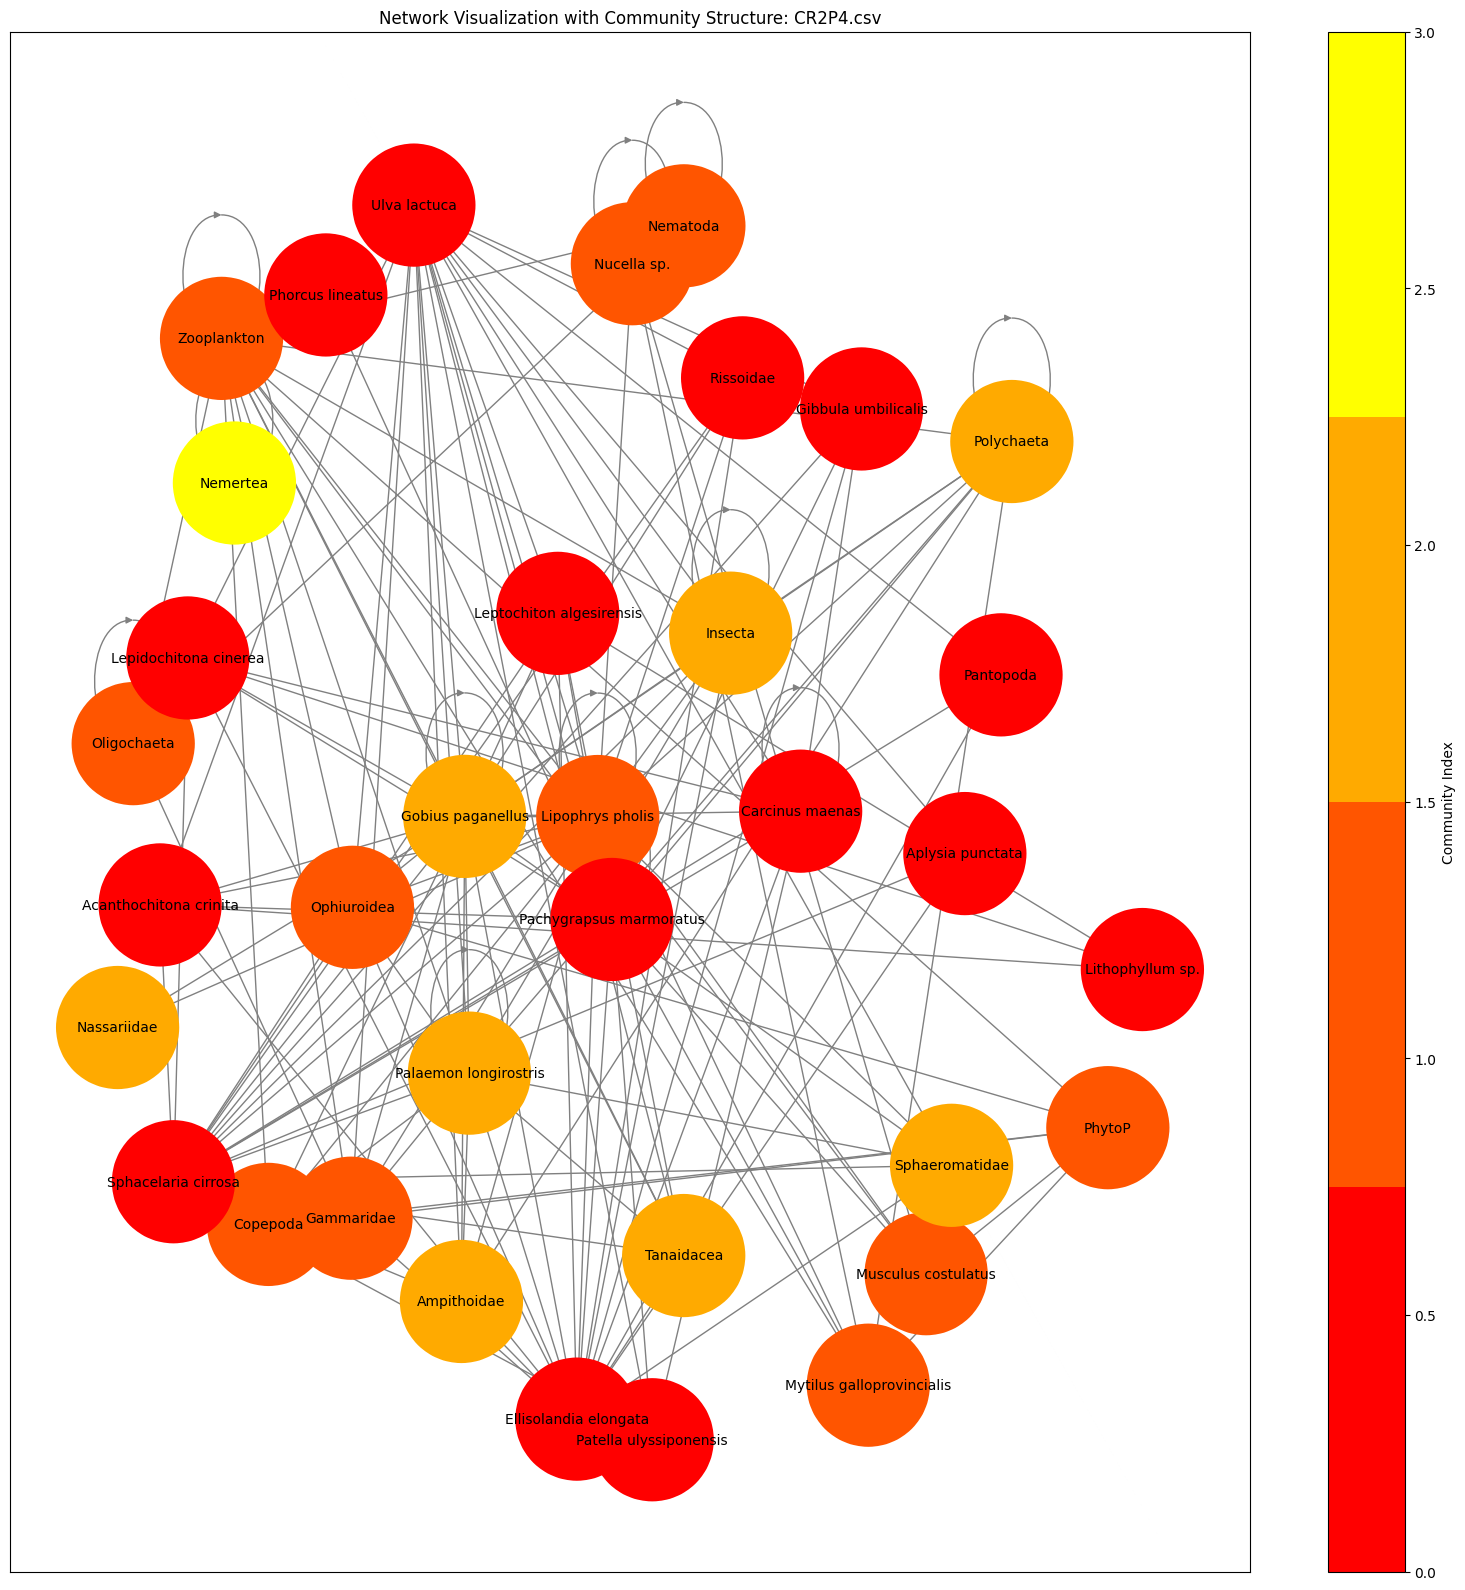 Network Visualization with Community Structure: CR2P4.csv
Ulva lactuca
Nematoda
Nucella sp.
Phorcus lineatus
Zooplankton
Rissoidae
Gibbula umbilicalis
Polychaeta
Nemertea
Leptochiton algesirensis
Insecta
Lepidochitona cinerea
Pantopoda
Oligochaeta
Gobius paganellus
Lipophrys pholis
Carcinus maenas
Aplysia punctata
Acanthochitona crinita
Ophiuroidea
Pachygrapsus marmoratus
Lithophyllum sp.
Nassariidae
Palaemon longirostris
PhytoP
Sphaeromatidae
Sphacelaria cirrosa
Copepoda
Gammaridae
Tanaidacea
Musculus costulatus
Ampithoidae
Mytilus galloprovincialis
Ellisolandia elongata
Patella ulyssiponensis
3.0
2.5
2.0
1.5
1.0
0.5
0.0
Community Index